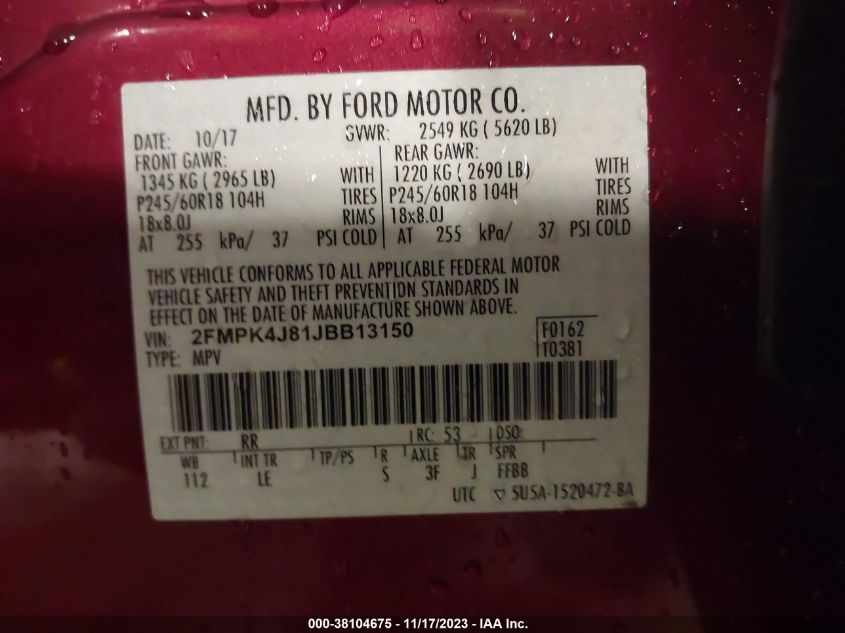 MFD. BY FORD MOTOR CO.
DATE: 10/17 GVWR: 2549 KG ( 5620 LB)
FRONT GAWR: REAR GAWR:
1345 KG ( 2965 LB) WITH 1220 KG ( 2690 LB) WITH
P245/60R18 104H TIRES P245/60R18 104H TIRES
18x8.0J RIMS 18x8.0J RIMS
AT 255 kPa/ 37 PSI COLD AT 255 kPa/ 37 PSI COLD
THIS VEHICLE CONFORMS TO ALL APPLICABLE FEDERAL MOTOR
VEHICLE SAFETY AND THEFT PREVENTION STANDARDS IN
EFFECT ON THE DATE OF MANUFACTURE SHOWN ABOVE.
VIN: 2FMPK4J81JBB13150 F0162
TYPE: MPV T0381
EXT PNT: RR RC: 53 DSO:
WB INT TR TP/PS R AXLE TR SPR
112 LE S 3F J FFBB
UTC ▽ 5U5A-1520472-BA
000-38104675 - 11/17/2023 - IAA Inc.